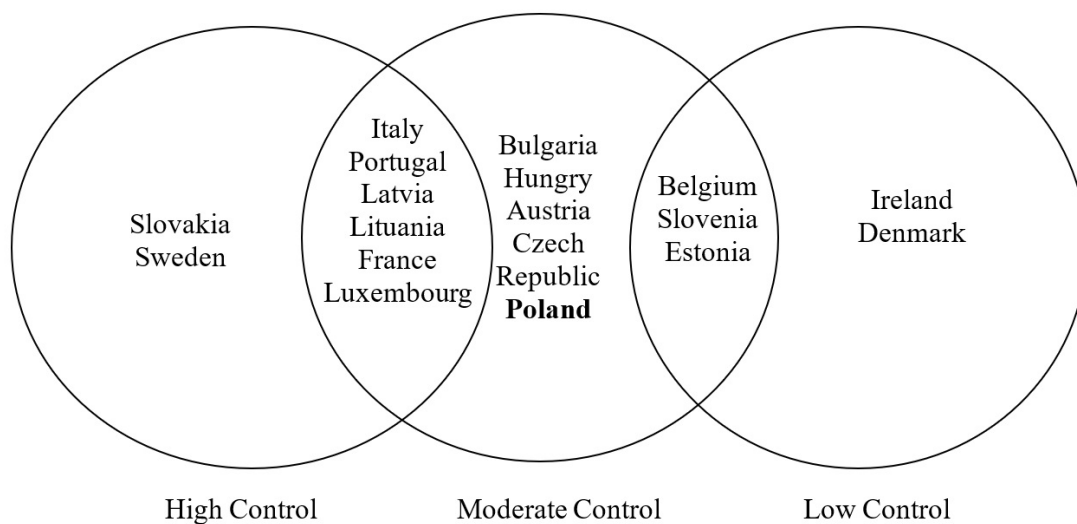 Slovakia
Sweden
Italy
Portugal
Latvia
Lituania
France
Luxembourg
Bulgaria
Hungry
Austria
Czech
Republic
Poland
Belgium
Slovenia
Estonia
Ireland
Denmark
High Control
Moderate Control
Low Control